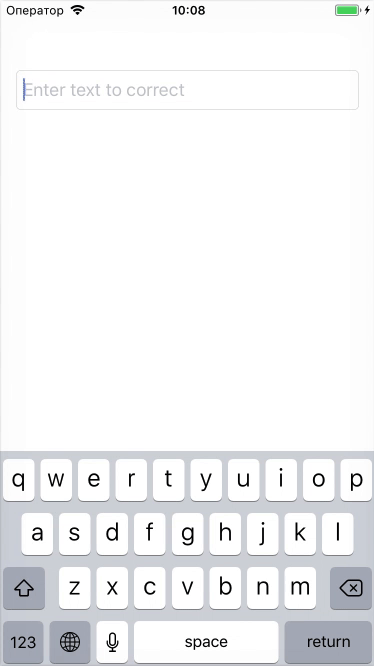 Оператор 10:08
Enter text to correct
q w e r t y u i o p
a s d f g h j k l
z x c v b n m
123 space return